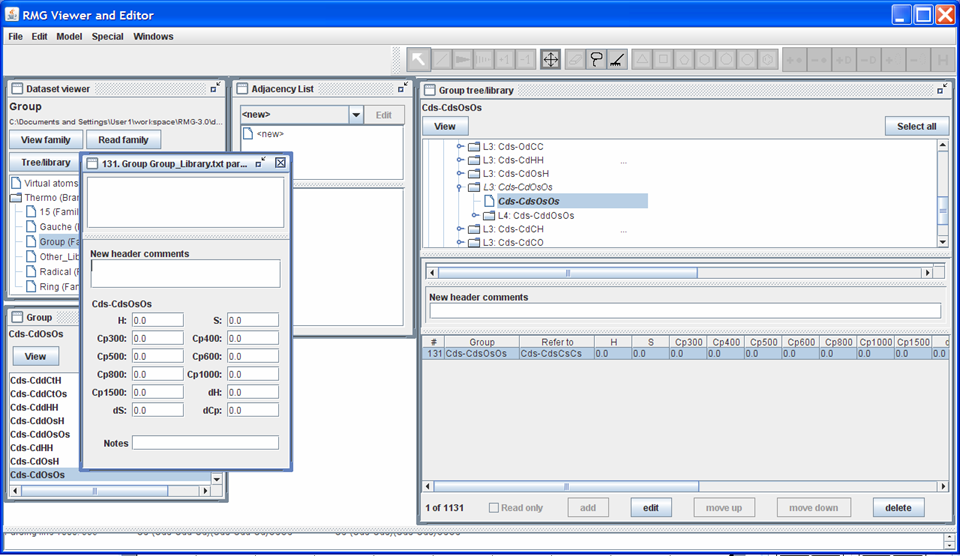 RMG Viewer and Editor
File Edit Model Special Windows
Dataset viewer
Group
C:\Documents and Settings\User1\workspace\RMG-3.0\d...
View family Read family
Tree/library
Virtual atoms
Thermo (Bran
15 (Famil
Gauche (
Group (Fa
Other_Lib
Radical (F
Ring (Fam
Group
Cds-CdOsOs
View
Cds-CddCtH
Cds-CddCtOs
Cds-CddHH
Cds-CddOsH
Cds-CddOsOs
Cds-CdHH
Cds-CdOsH
Cds-CdOsOs
131. Group Group_Library.txt par...
New header comments
Cds-CdsOsOs
H: 0.0 S: 0.0
Cp300: 0.0 Cp400: 0.0
Cp500: 0.0 Cp600: 0.0
Cp800: 0.0 Cp1000: 0.0
Cp1500: 0.0 dH: 0.0
dS: 0.0 dCp: 0.0
Notes
Adjacency List
<new> Edit
<new>
Group tree/library
Cds-CdsOsOs
View Select all
L3: Cds-OdCC
L3: Cds-CdHH ...
L3: Cds-CdOsH
L3: Cds-CdOsOs
Cds-CdsOsOs
L4: Cds-CddOsOs
L3: Cds-CdCH ...
L3: Cds-CdCO
New header comments
# Group Refer to H S Cp300 Cp400 Cp500 Cp600 Cp800 Cp1000 Cp1500
131 Cds-CdsOsOs Cds-CdsCsCs 0.0 0.0 0.0 0.0 0.0 0.0 0.0 0.0 0.0 0.0
1 of 1131 Read only add edit move up move down delete